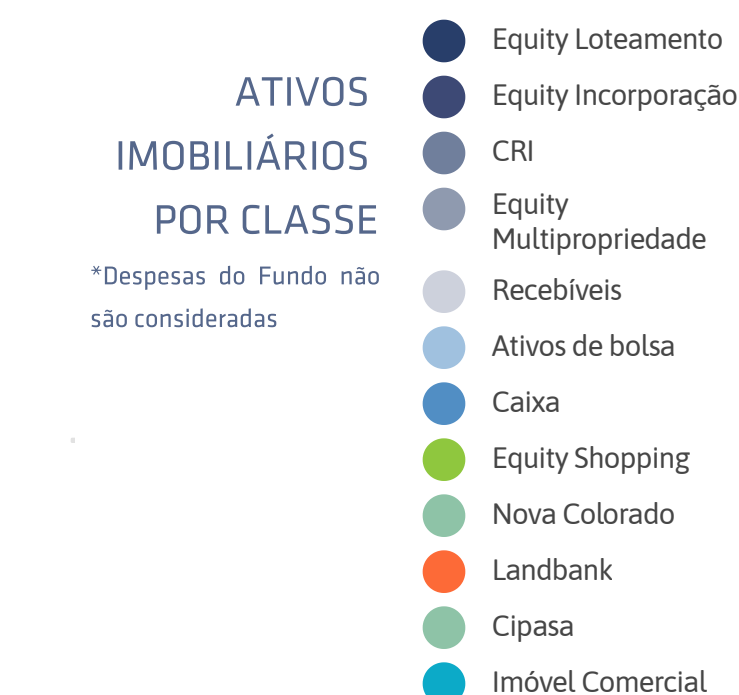 ATIVOS
IMOBILIÁRIOS
POR CLASSE
*Despesas do Fundo não
são consideradas
Equity Loteamento
Equity Incorporação
CRI
Equity
Multipropriedade
Recebíveis
Ativos de bolsa
Caixa
Equity Shopping
Nova Colorado
Landbank
Cipasa
Imóvel Comercial